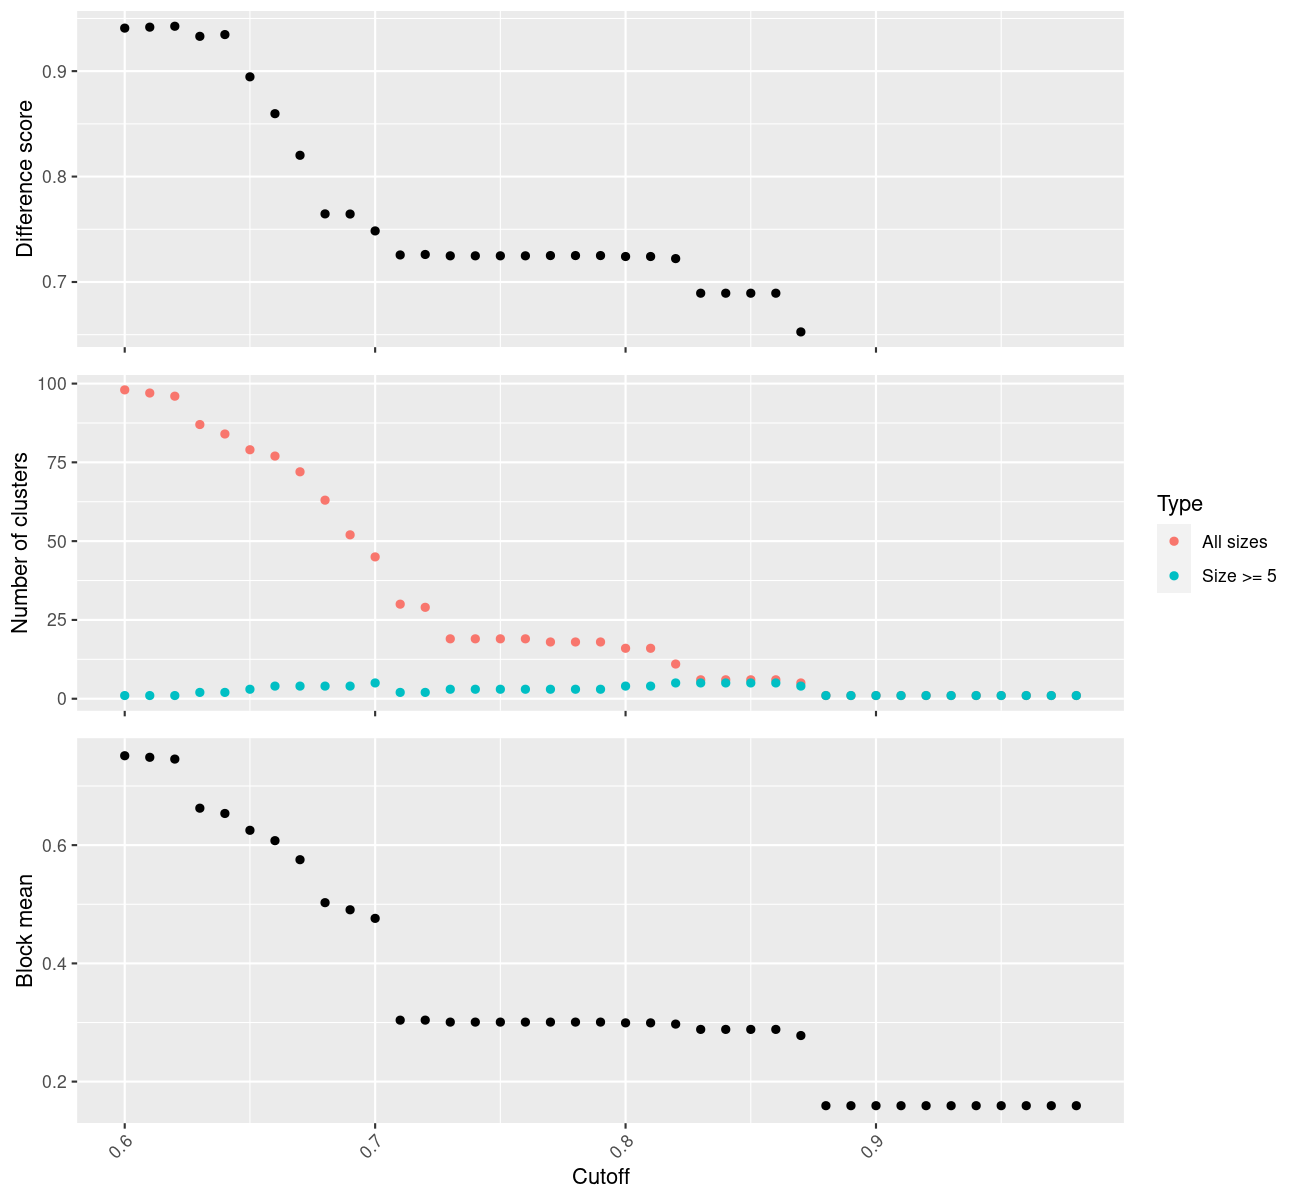 Difference score
0.9
0.8
0.7
Number of clusters
100
75
50
25
0
Type
All sizes
Size >= 5
Block mean
0.6
0.4
0.2
0.6
0.7
0.8
0.9
Cutoff